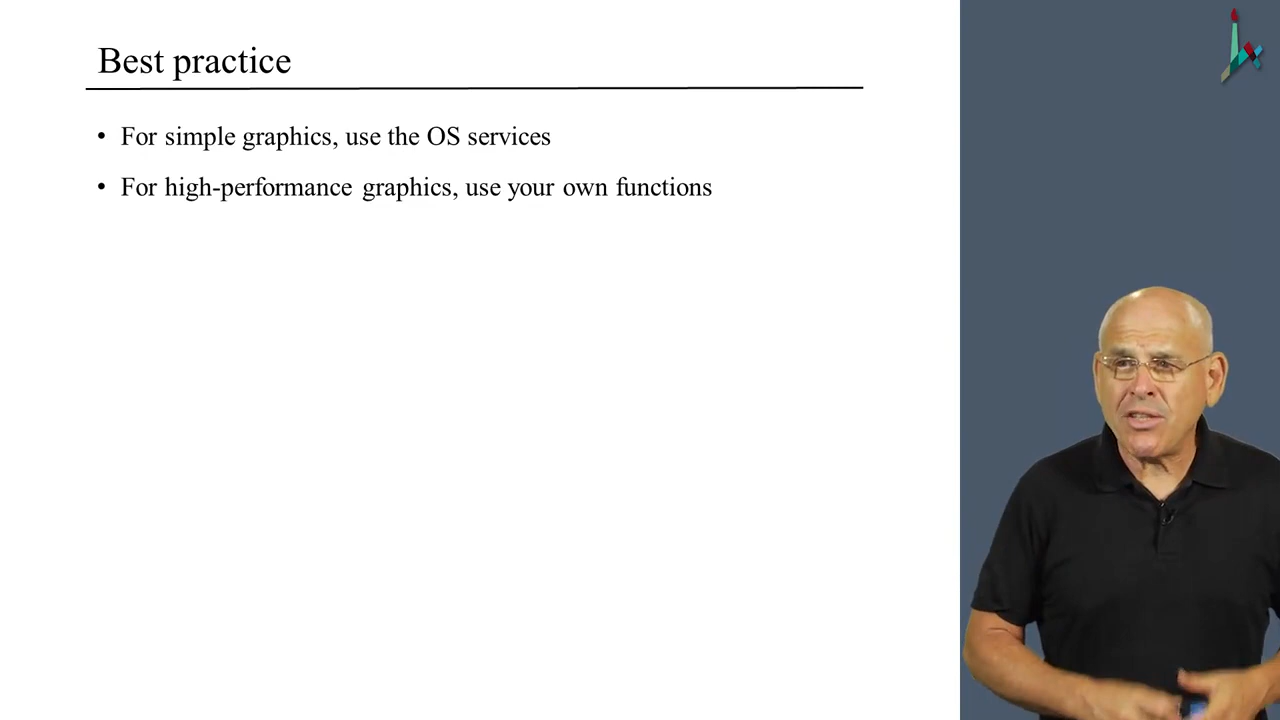 Best practice
• For simple graphics, use the OS services
• For high-performance graphics, use your own functions